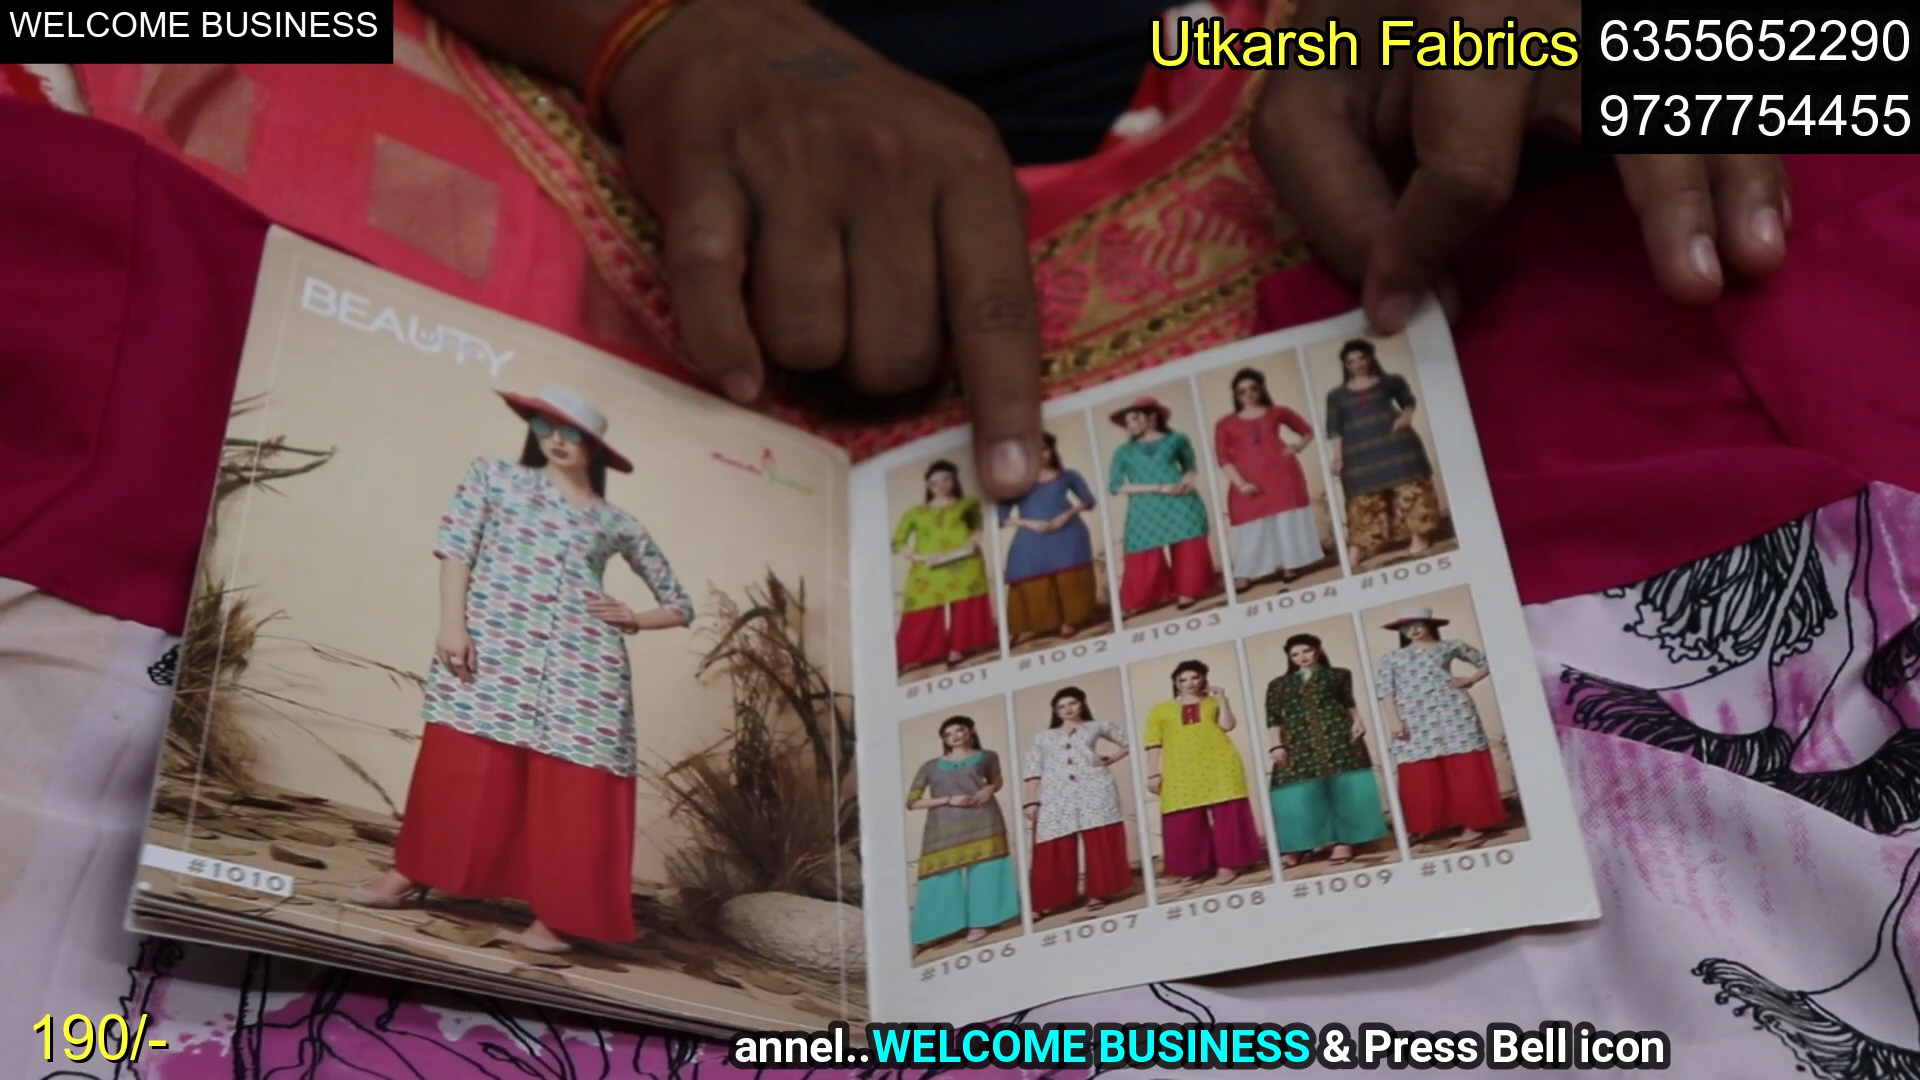 WELCOME BUSINESS
Utkarsh Fabrics
6355652290
9737754455
BEAUTY
#1010
#1001 #1002 #1003 #1004 #1005
#1006 #1007 #1008 #1009 #1010
190/-
annel..WELCOME BUSINESS & Press Bell icon